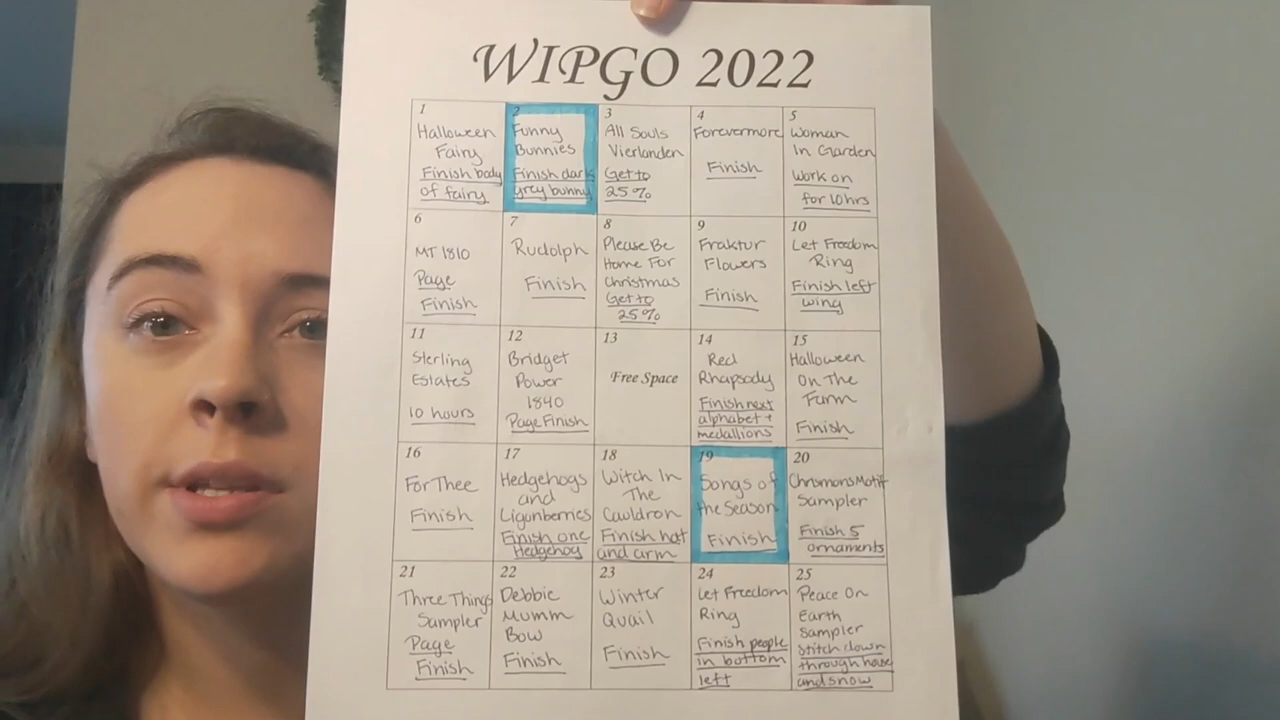 WIPGO 2022
1
Halloween
Fairy
Finish body
of fairy
2
Funny
Bunnies
Finish dark
grey bunny
3
All Souls
Vierlanden
Get to
25%
4
Forevermore
Finish
5
Woman
In Garden
Work on
for 10hrs
6
MT 1810
Page
Finish
7
Rudolph
Finish
8
Please Be
Home For
Christmas
Get to
25%
9
Fraktur
Flowers
Finish
10
Let Freedom
Ring
Finish left
wing
11
Sterling
Estates
10 hours
12
Bridget
Power
1840
Page Finish
13
Free Space
14
Red
Rhapsody
Finish next
alphabet +
medallions
15
Halloween
On The
Farm
Finish
16
For Thee
Finish
17
Hedgehogs
and
Ligonberries
Finish one
Hedgehog
18
Witch In
The
Cauldron
Finish hat
and arm
19
Songs of
the Season
Finish
20
Chrismons Motif
Sampler
Finish 5
ornaments
21
Three Things
Sampler
Page
Finish
22
Debbie
Mumm
Bow
Finish
23
Winter
Quail
Finish
24
Let Freedom
Ring
Finish people
in bottom
left
25
Peace On
Earth
Sampler
Stitch down
through house
and snow